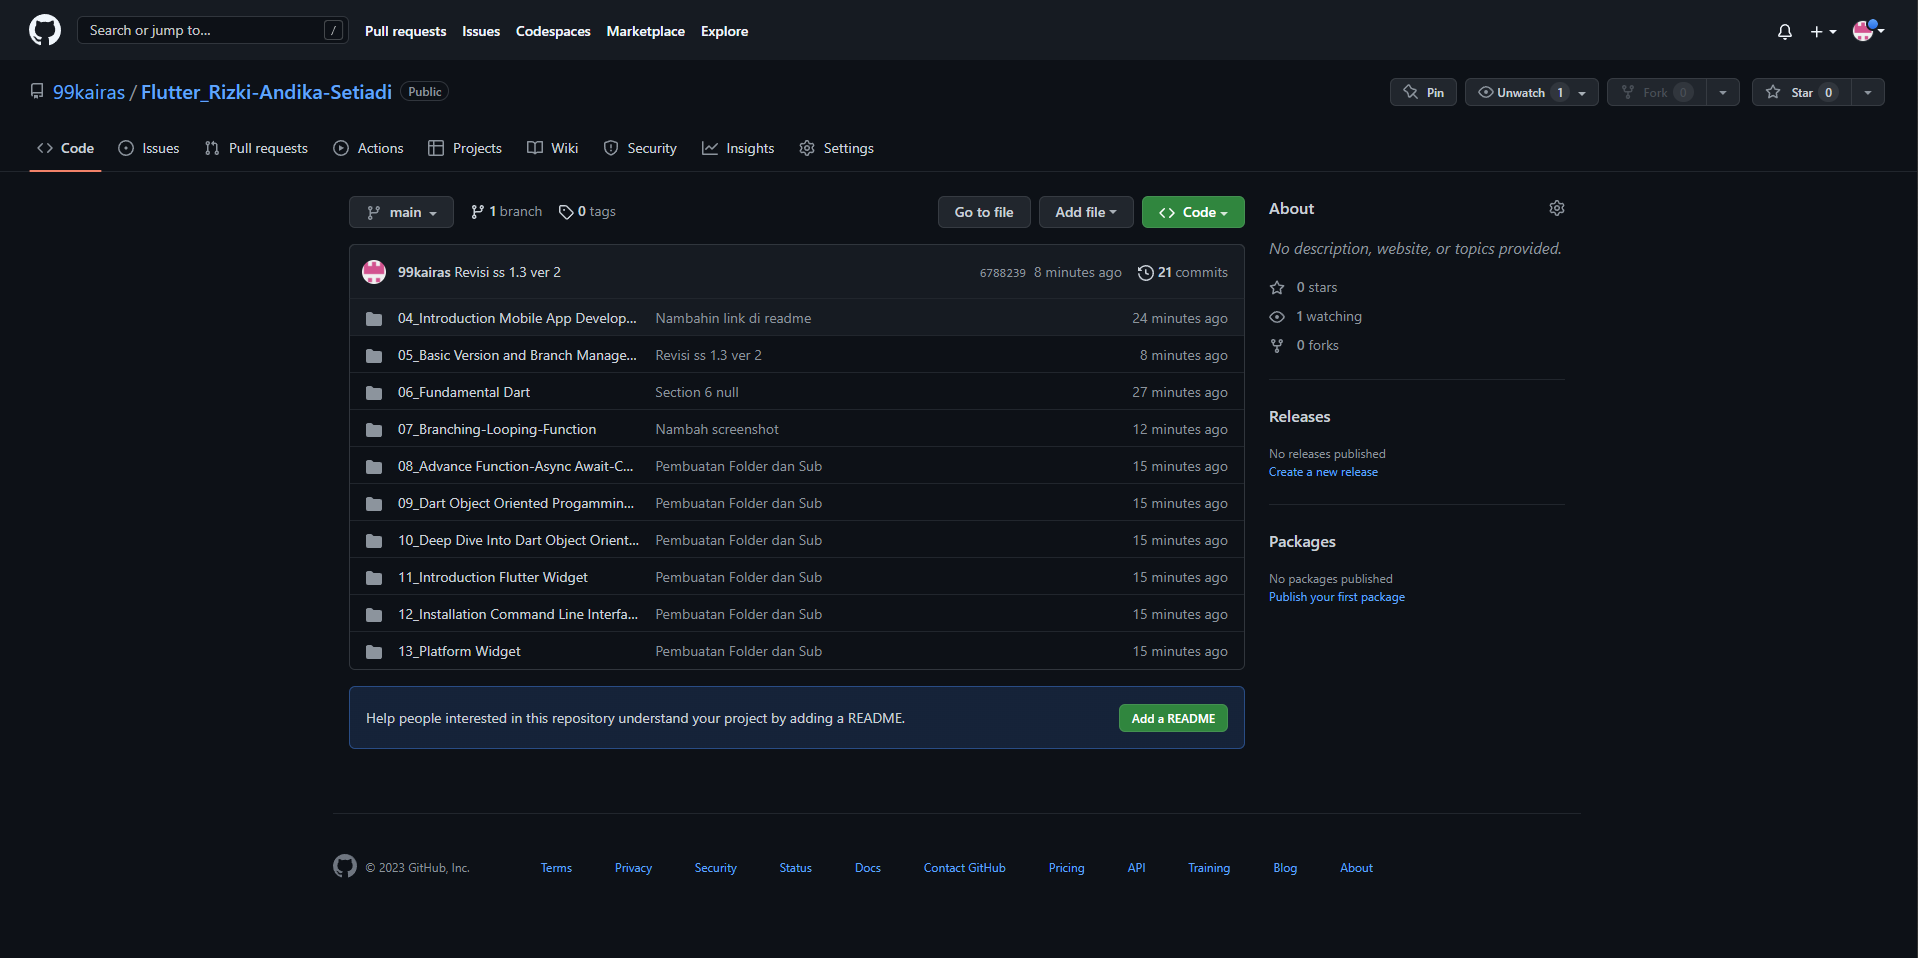 Search or jump to... /
Pull requests Issues Codespaces Marketplace Explore
99kairas / Flutter_Rizki-Andika-Setiadi Public
Pin Unwatch 1 Fork 0 Star 0
Code Issues Pull requests Actions Projects Wiki Security Insights Settings
main 1 branch 0 tags Go to file Add file Code
99kairas Revisi ss 1.3 ver 2 6788239 8 minutes ago 21 commits
04_Introduction Mobile App Develop... Nambahin link di readme 24 minutes ago
05_Basic Version and Branch Manage... Revisi ss 1.3 ver 2 8 minutes ago
06_Fundamental Dart Section 6 null 27 minutes ago
07_Branching-Looping-Function Nambah screenshot 12 minutes ago
08_Advance Function-Async Await-C... Pembuatan Folder dan Sub 15 minutes ago
09_Dart Object Oriented Progammin... Pembuatan Folder dan Sub 15 minutes ago
10_Deep Dive Into Dart Object Orient... Pembuatan Folder dan Sub 15 minutes ago
11_Introduction Flutter Widget Pembuatan Folder dan Sub 15 minutes ago
12_Installation Command Line Interfa... Pembuatan Folder dan Sub 15 minutes ago
13_Platform Widget Pembuatan Folder dan Sub 15 minutes ago
Help people interested in this repository understand your project by adding a README. Add a README
About
No description, website, or topics provided.
0 stars
1 watching
0 forks
Releases
No releases published
Create a new release
Packages
No packages published
Publish your first package
© 2023 GitHub, Inc. Terms Privacy Security Status Docs Contact GitHub Pricing API Training Blog About